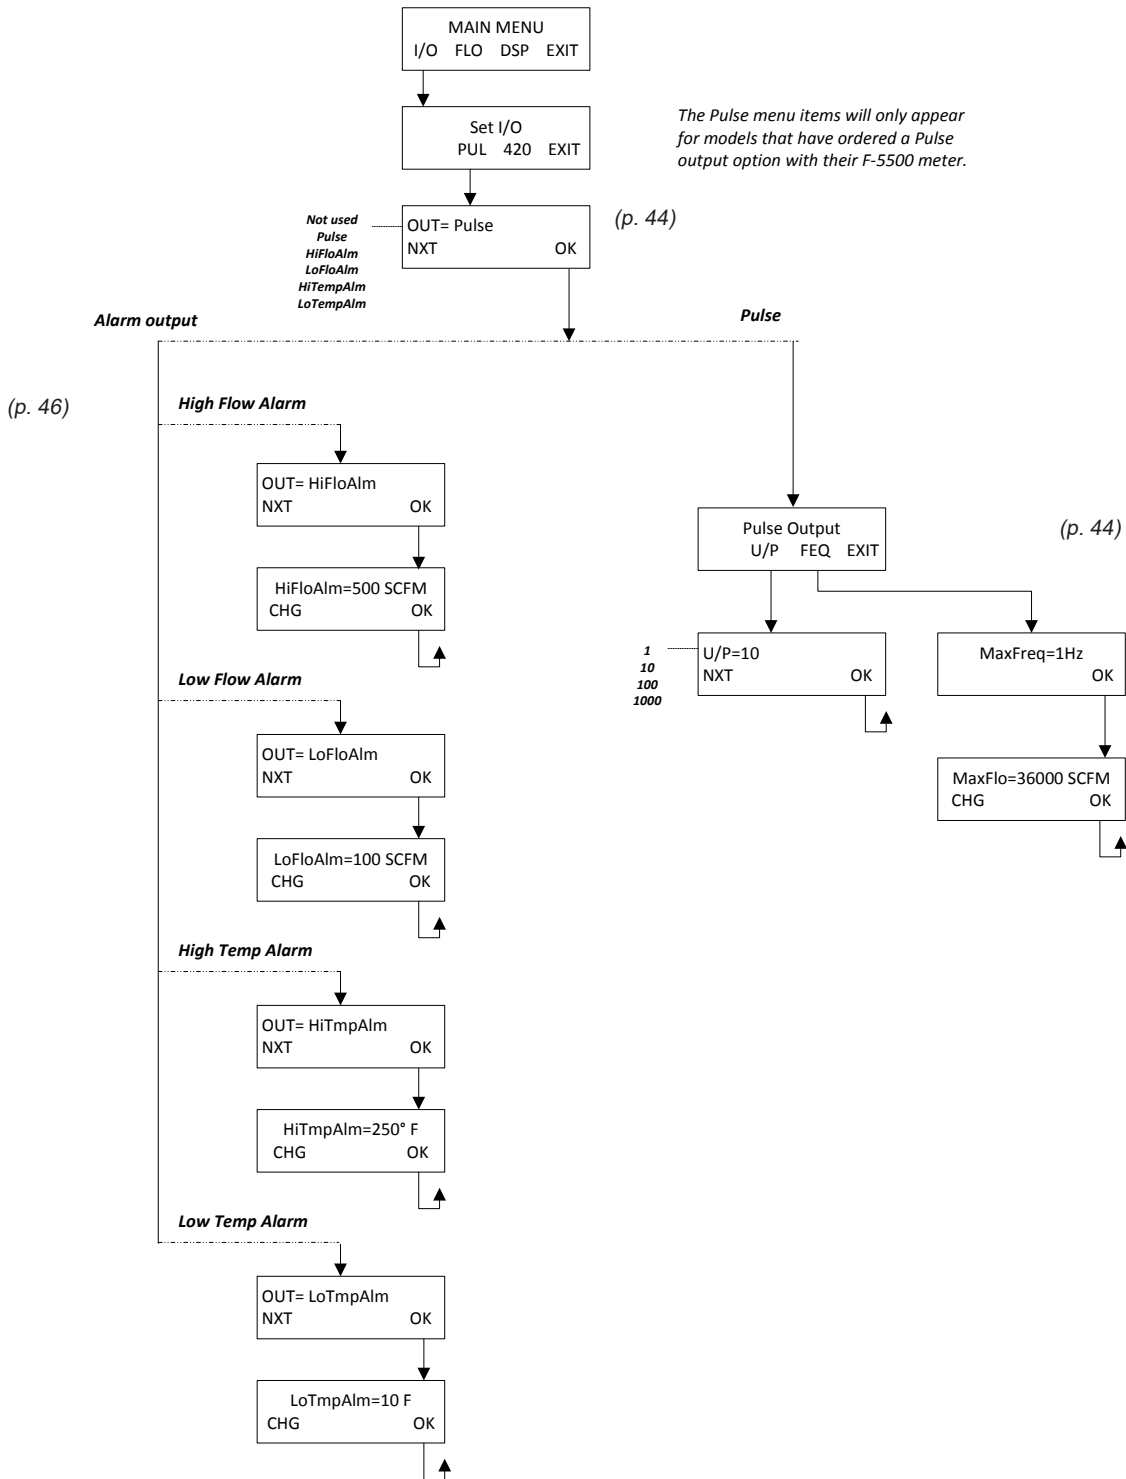 MAIN MENU
I/O FLO DSP EXIT
Set I/O
PUL 420 EXIT
The Pulse menu items will only appear
for models that have ordered a Pulse
output option with their F-5500 meter.
Not used
Pulse
HiFloAlm
LoFloAlm
HiTempAlm
LoTempAlm
OUT= Pulse
NXT OK
(p. 44)
Alarm output
Pulse
(p. 46)
High Flow Alarm
OUT= HiFloAlm
NXT OK
HiFloAlm=500 SCFM
CHG OK
Low Flow Alarm
OUT= LoFloAlm
NXT OK
LoFloAlm=100 SCFM
CHG OK
High Temp Alarm
OUT= HiTmpAlm
NXT OK
HiTmpAlm=250° F
CHG OK
Low Temp Alarm
OUT= LoTmpAlm
NXT OK
LoTmpAlm=10 F
CHG OK
Pulse Output
U/P FEQ EXIT
(p. 44)
1
10
100
1000
U/P=10
NXT OK
MaxFreq=1Hz
OK
MaxFlo=36000 SCFM
CHG OK